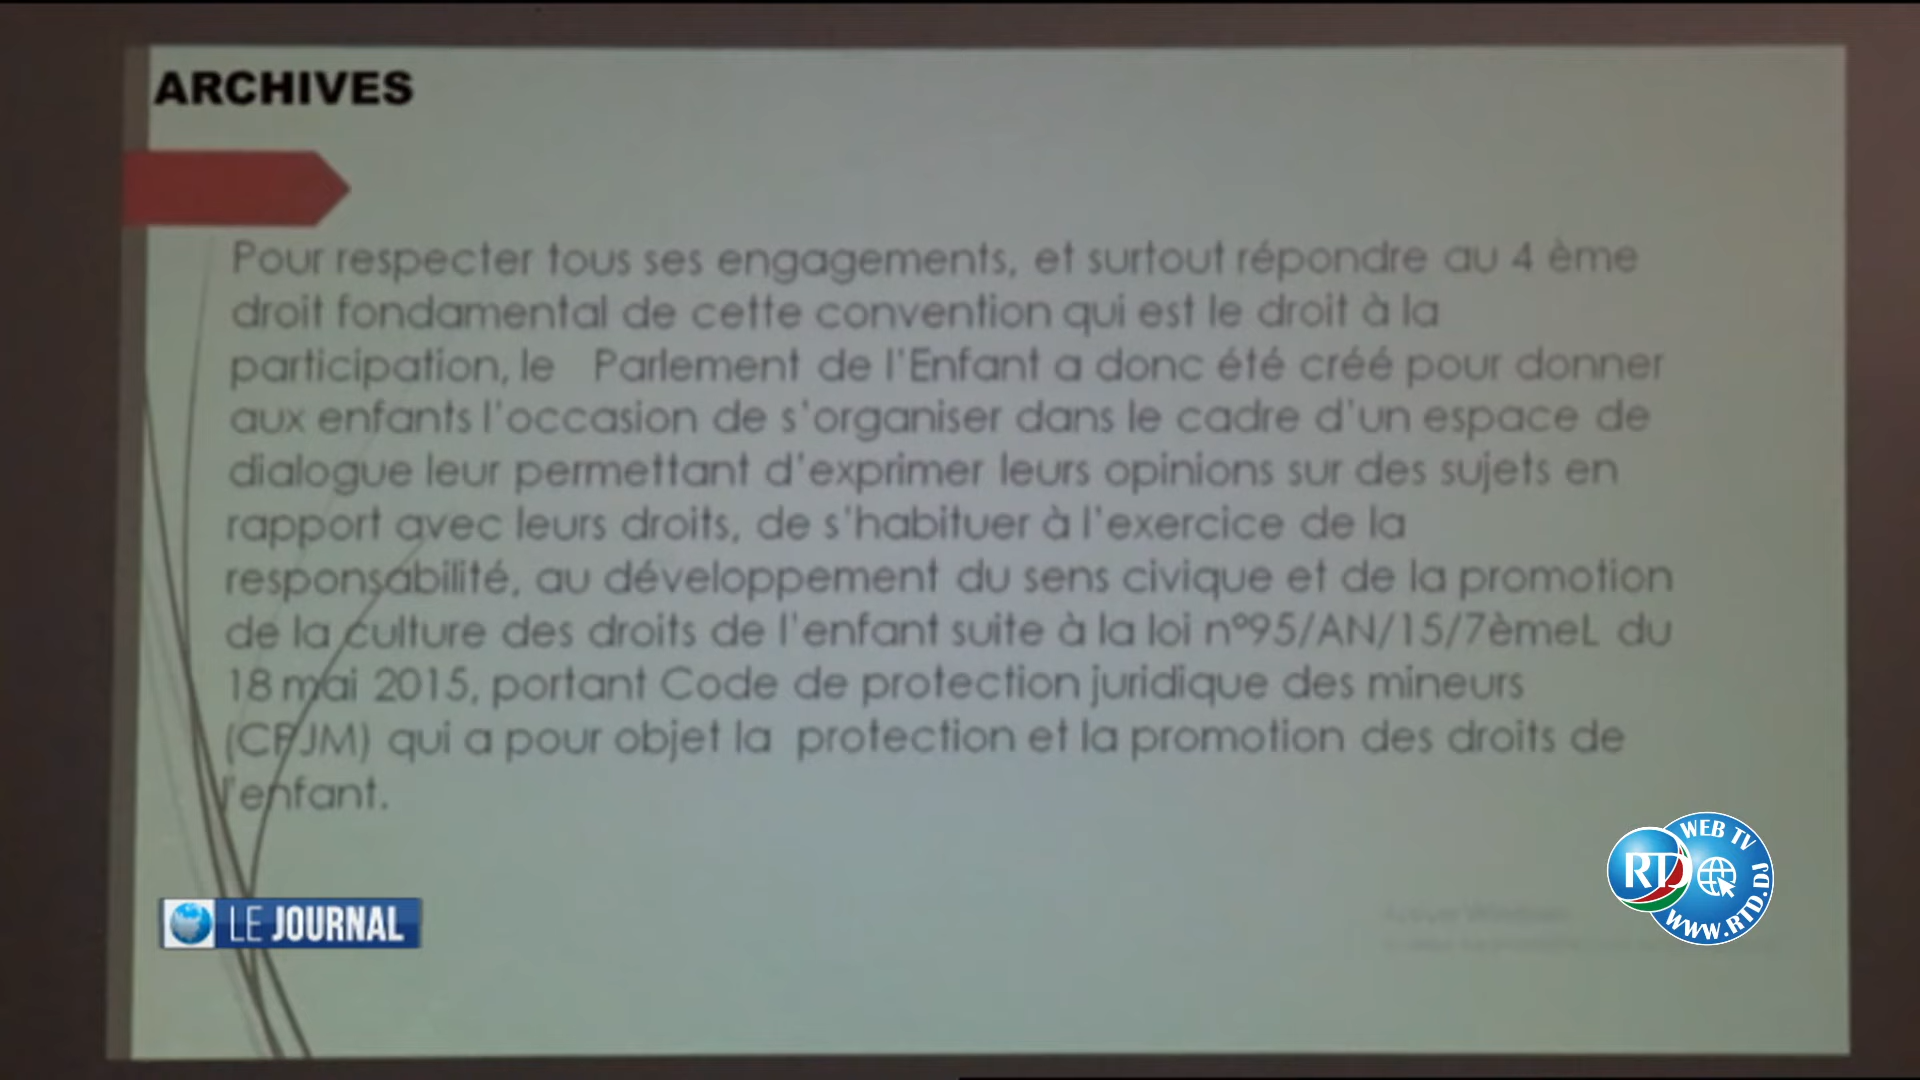 ARCHIVES
Pour respecter tous ses engagements, et surtout répondre au 4 ème
droit fondamental de cette convention qui est le droit à la
participation, le Parlement de l'Enfant a donc été créé pour donner
aux enfants l'occasion de s'organiser dans le cadre d'un espace de
dialogue leur permettant d'exprimer leurs opinions sur des sujets en
rapport avec leurs droits, de s'habituer à l'exercice de la
responsabilité, au développement du sens civique et de la promotion
de la culture des droits de l'enfant suite à la loi n°95/AN/15/7èmeL du
18 mai 2015, portant Code de protection juridique des mineurs
(CPJM) qui a pour objet la protection et la promotion des droits de
l'enfant.
WEB TV
RTD
WWW.RTD.DJ
LE JOURNAL